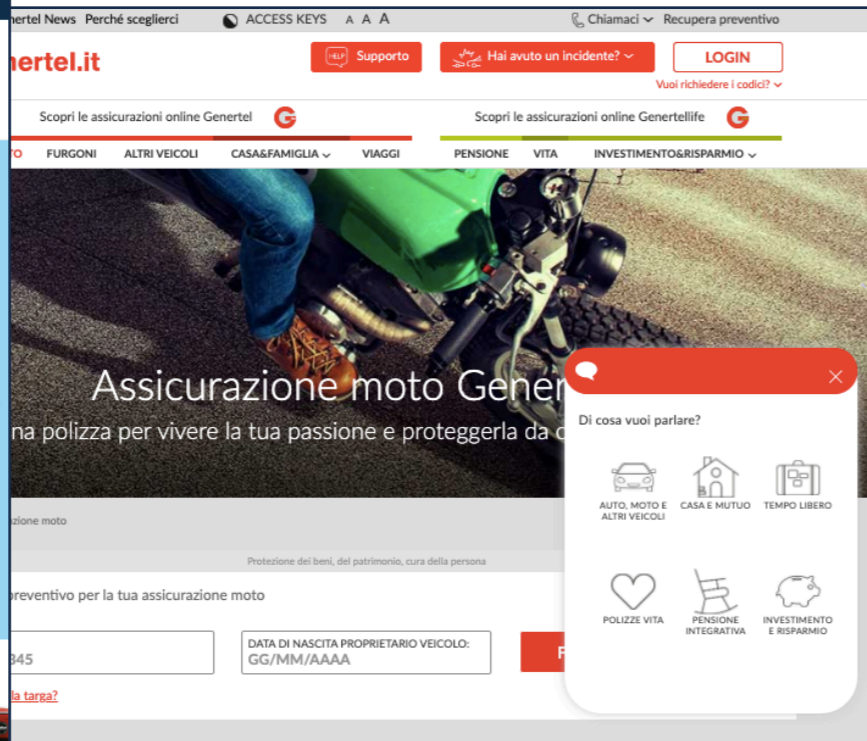 nertel News Perché sceglierci ACCESS KEYS A A A Chiamaci Recupera preventivo
nertel.it HELP Supporto Hai avuto un incidente? LOGIN
Vuoi richiedere i codici?
Scopri le assicurazioni online Genertel G Scopri le assicurazioni online Genertellife G
TO FURGONI ALTRI VEICOLI CASA&FAMIGLIA VIAGGI PENSIONE VITA INVESTIMENTO&RISPARMIO
Assicurazione moto Gener
na polizza per vivere la tua passione e proteggerla da
Di cosa vuoi parlare?
AUTO, MOTO E
ALTRI VEICOLI
CASA E MUTUO
TEMPO LIBERO
POLIZZE VITA
PENSIONE
INTEGRATIVA
INVESTIMENTO
E RISPARMIO
zione moto
Protezione dei beni, del patrimonio, cura della persona
preventivo per la tua assicurazione moto
345
DATA DI NASCITA PROPRIETARIO VEICOLO:
GG/MM/AAAA
F
la targa?